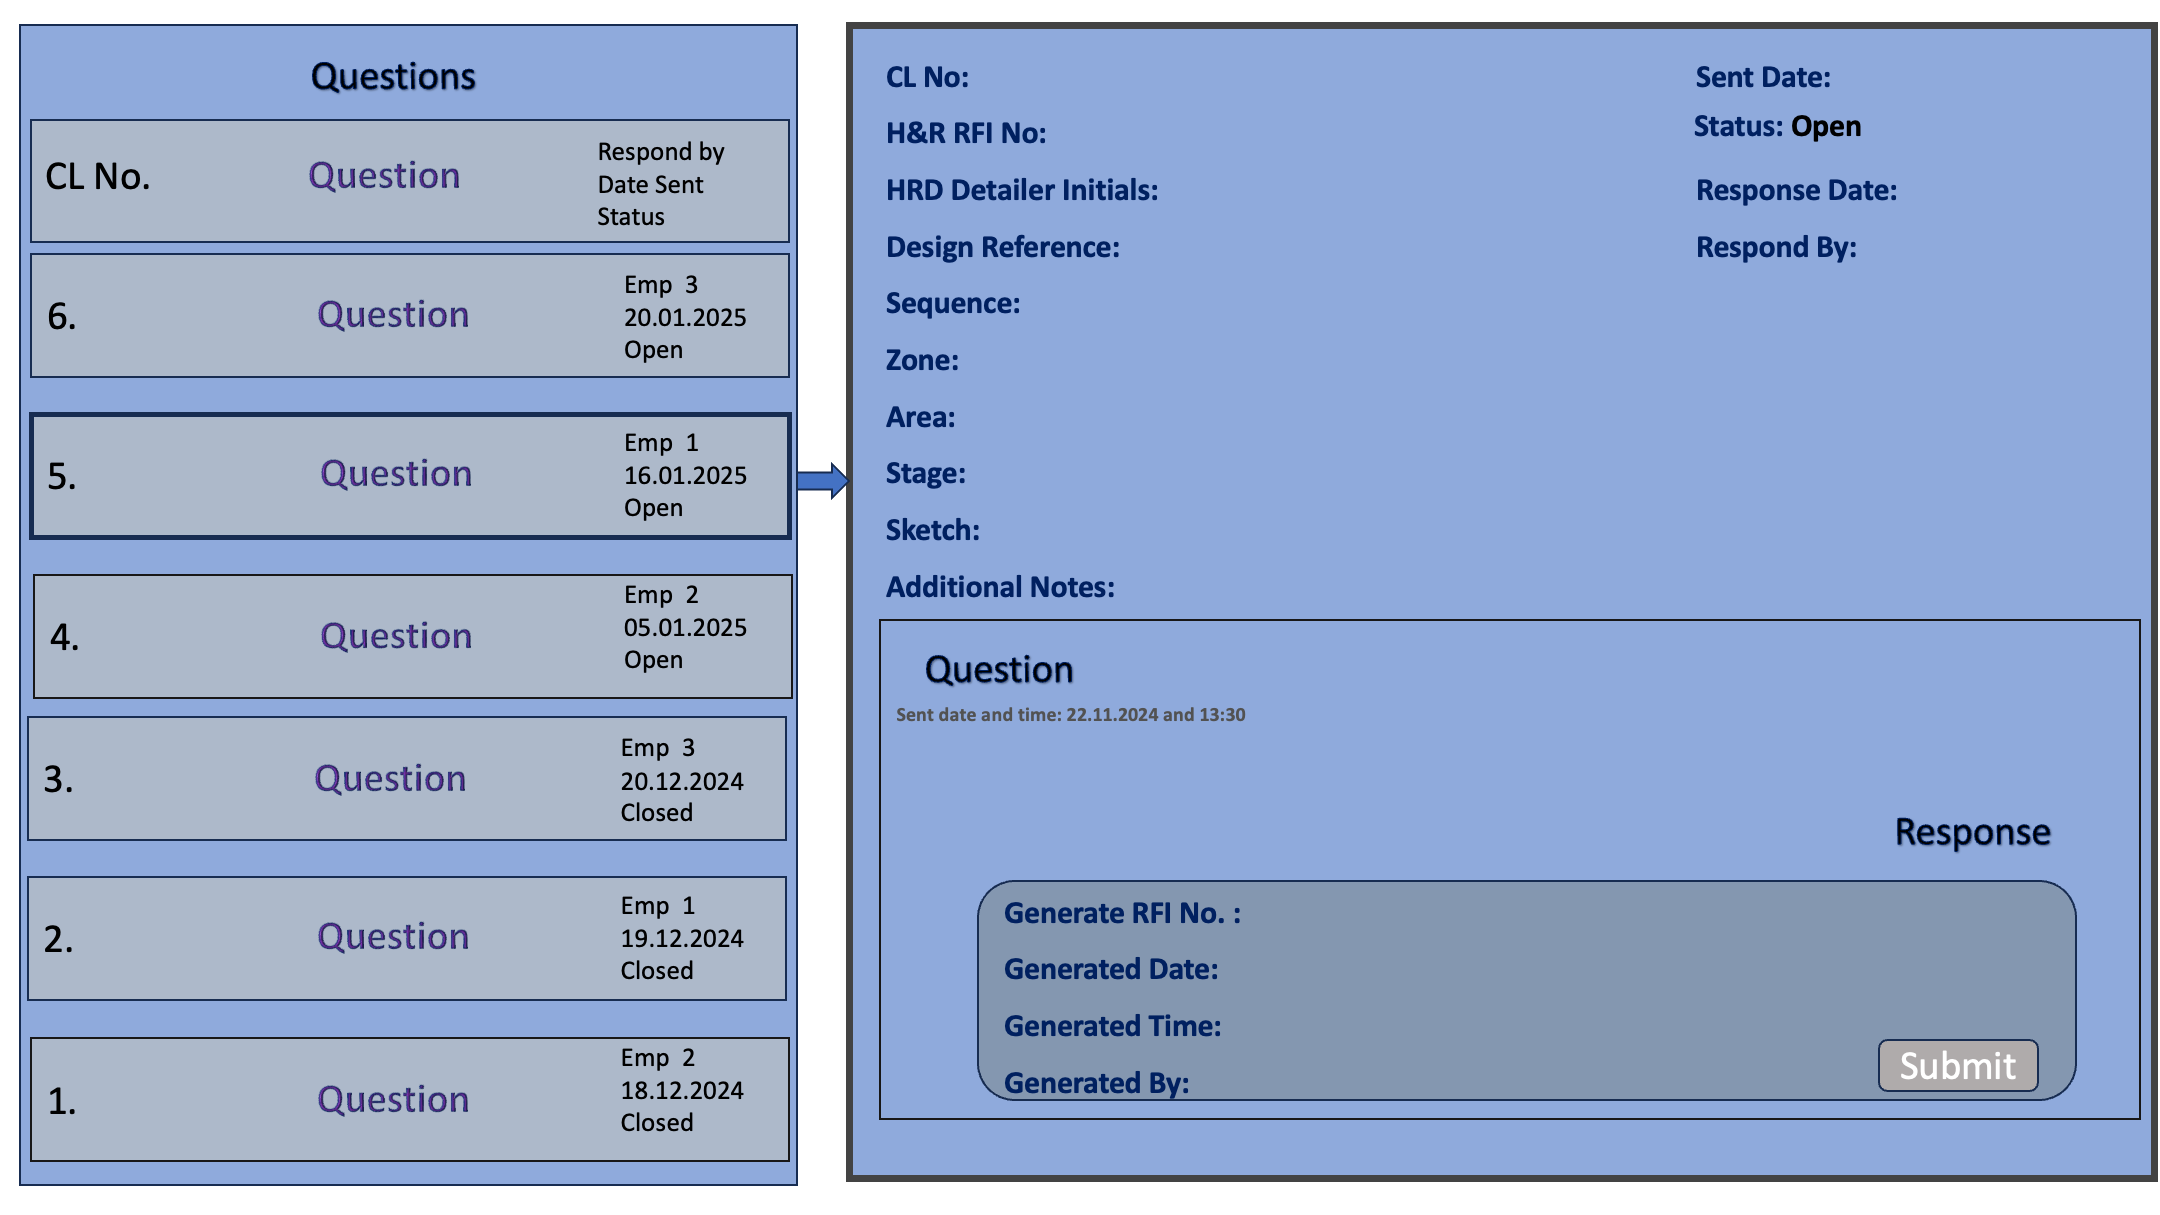 Questions
CL No.
Question
Respond by
Date Sent
Status
6.
Question
Emp 3
20.01.2025
Open
5.
Question
Emp 1
16.01.2025
Open
4.
Question
Emp 2
05.01.2025
Open
3.
Question
Emp 3
20.12.2024
Closed
2.
Question
Emp 1
19.12.2024
Closed
1.
Question
Emp 2
18.12.2024
Closed
CL No:
H&R RFI No:
HRD Detailer Initials:
Design Reference:
Sequence:
Zone:
Area:
Stage:
Sketch:
Additional Notes:
Sent Date:
Status: Open
Response Date:
Respond By:
Question
Sent date and time: 22.11.2024 and 13:30
Response
Generate RFI No. :
Generated Date:
Generated Time:
Generated By:
Submit